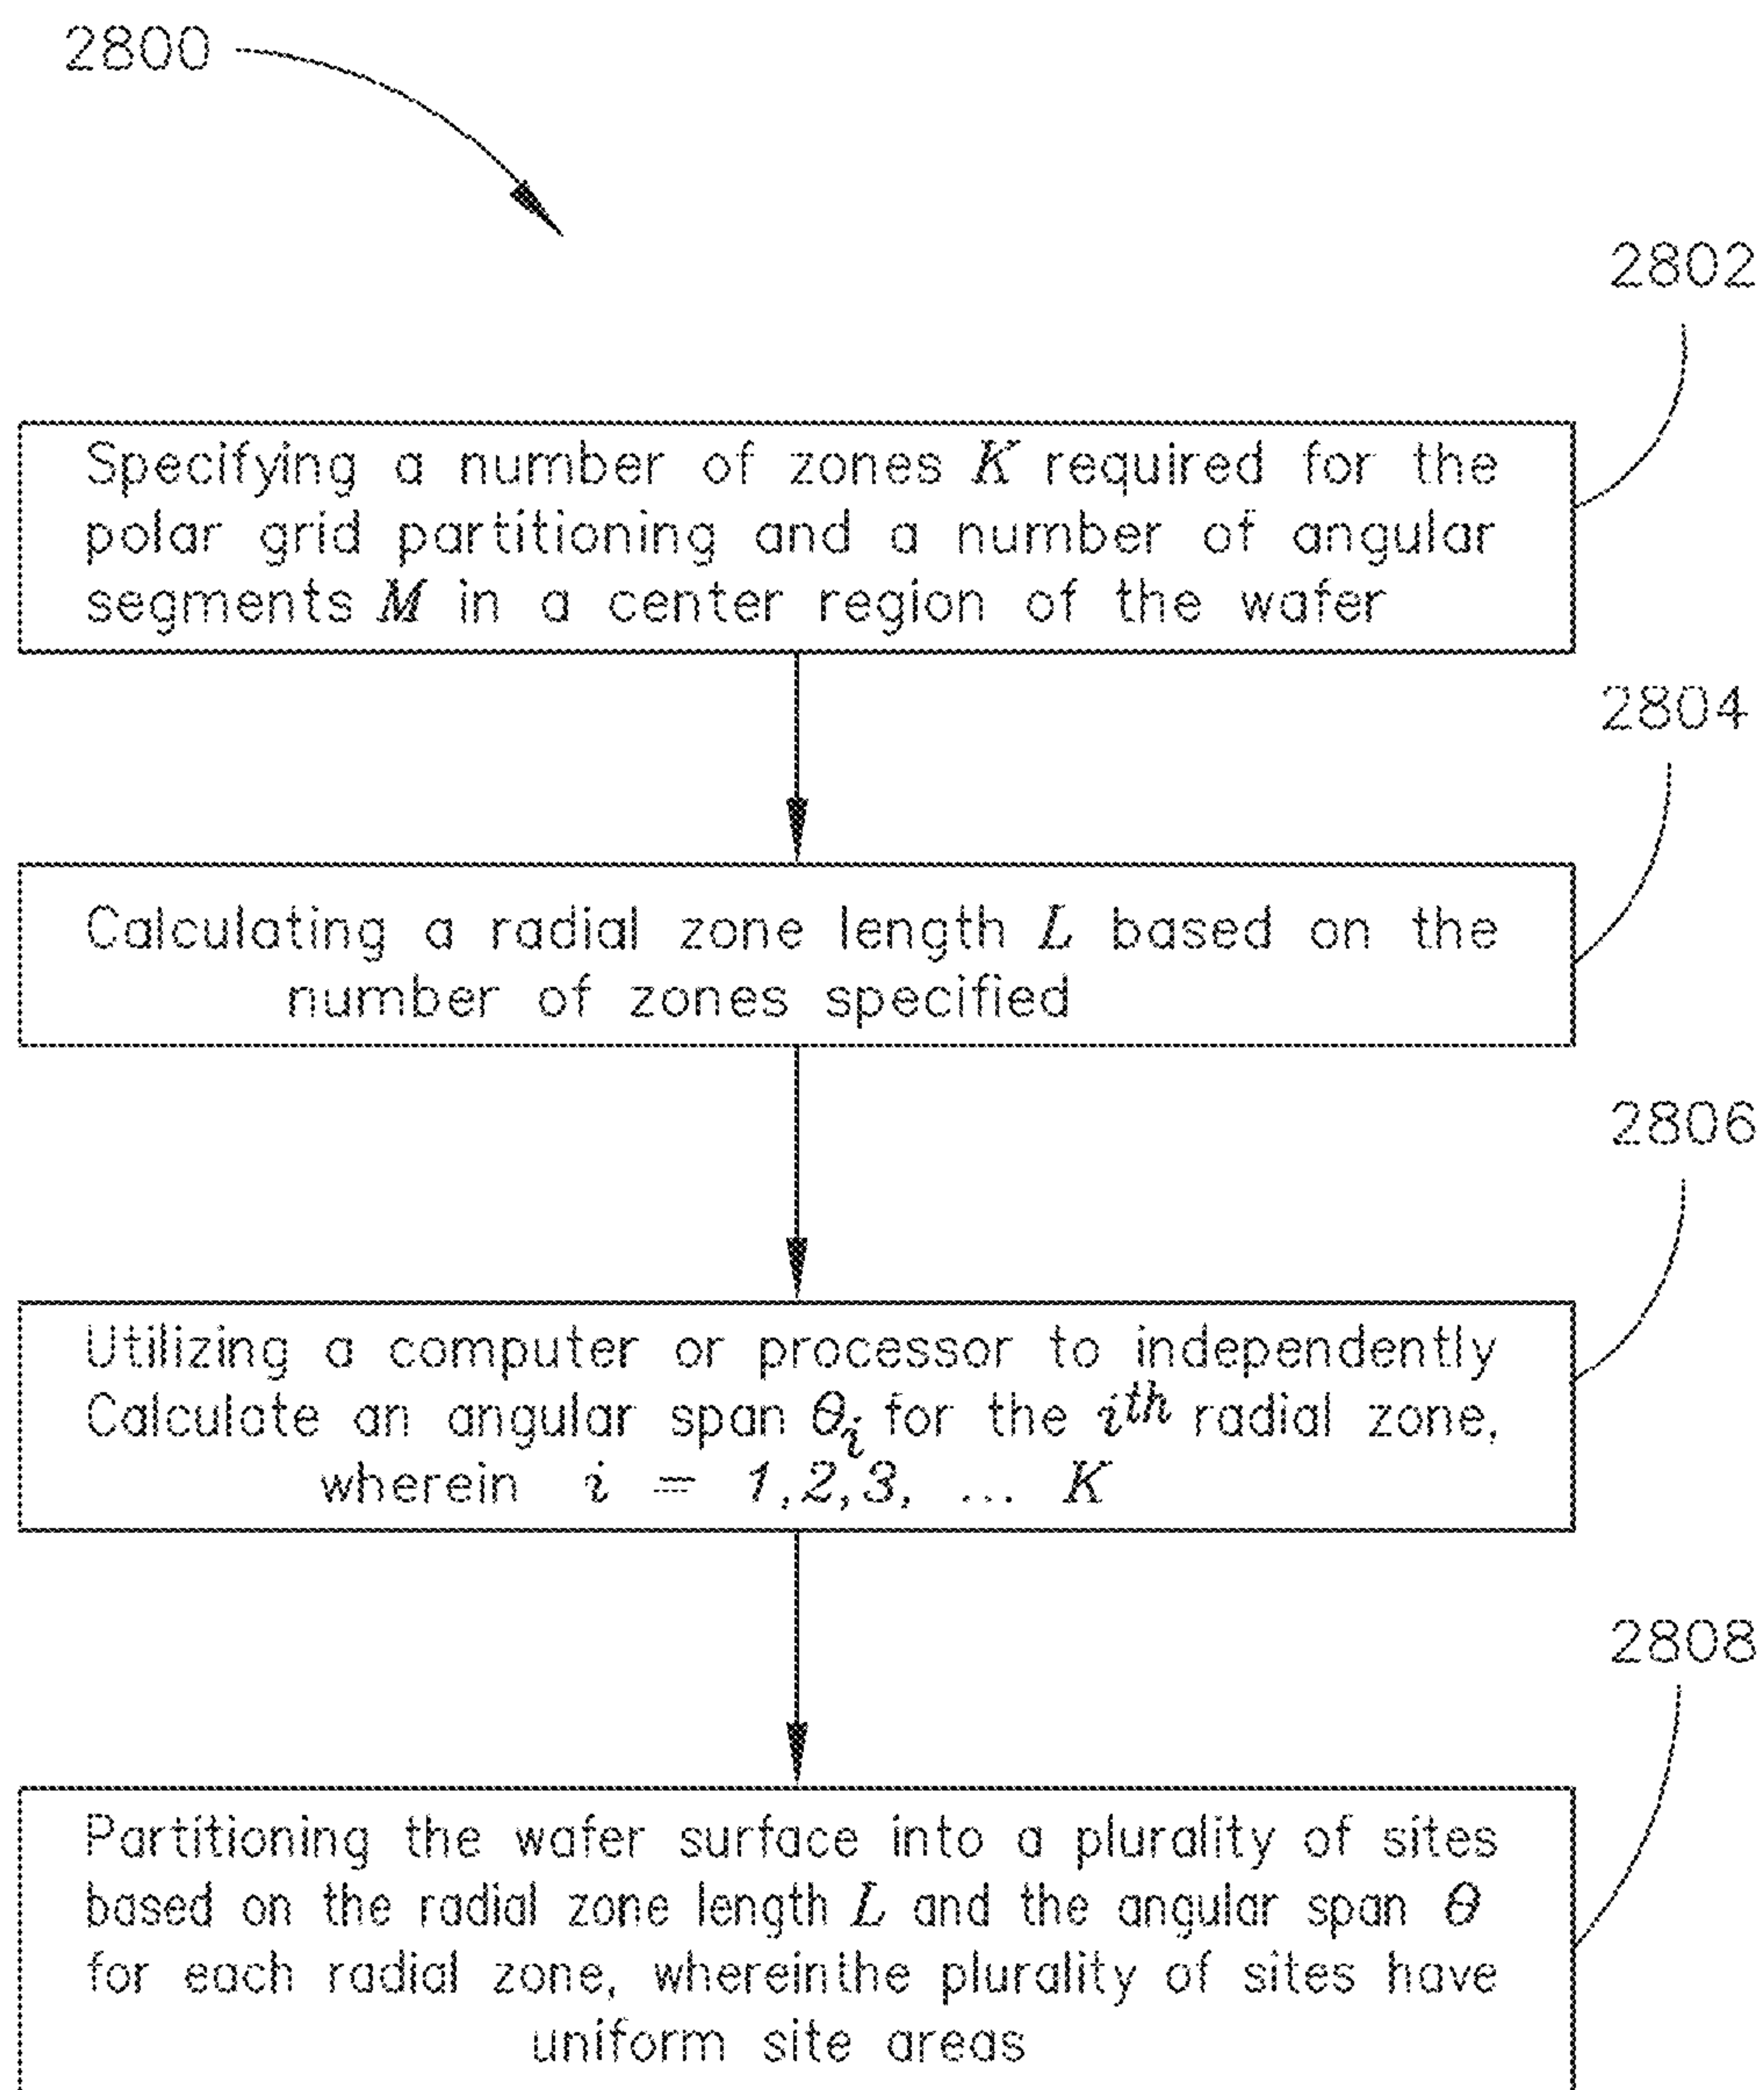 2800
2802
Specifying a number of zones K required for the
polar grid partitioning and a number of angular
segments M in a center region of the wafer
2804
Calculating a radial zone length L based on the
number of zones specified
2806
Utilizing a computer or processor to independently
Calculate an angular span θi for the ith radial zone,
wherein i = 1,2,3, ... K
2808
Partitioning the wafer surface into a plurality of sites
based on the radial zone length L and the angular span θ
for each radial zone, whereinthe plurality of sites have
uniform site areas